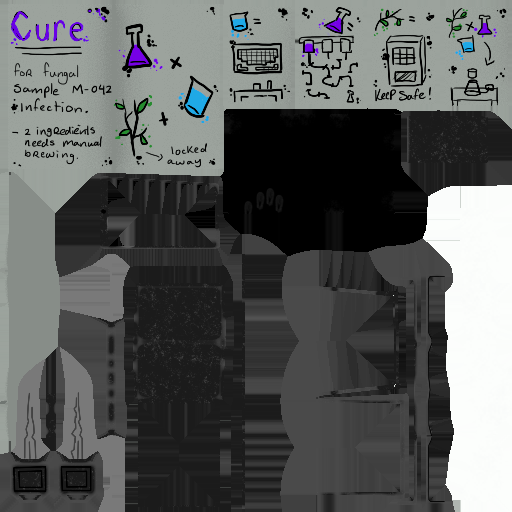 Cure
for fungal
Sample M-042
Infection.
- 2 ingredients
needs manual
brewing.
x
+
locked
away
=
=
=
Keep Safe!
x